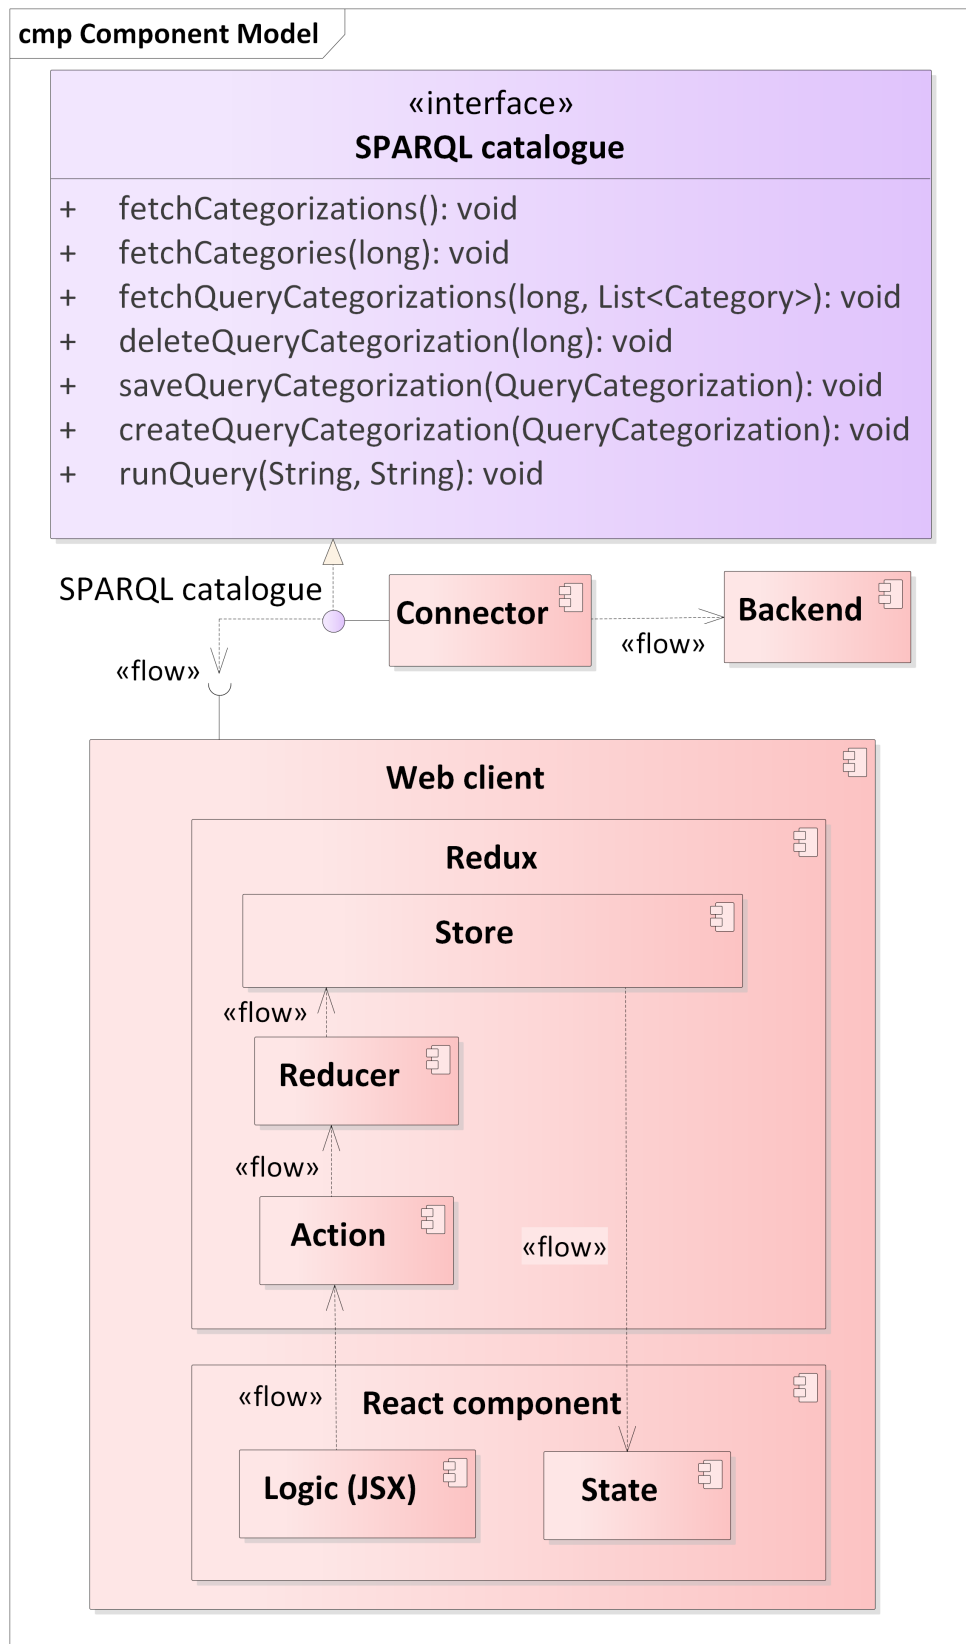 cmp Component Model
«interface»
SPARQL catalogue
+ fetchCategorizations(): void
+ fetchCategories(long): void
+ fetchQueryCategorizations(long, List<Category>): void
+ deleteQueryCategorization(long): void
+ saveQueryCategorization(QueryCategorization): void
+ createQueryCategorization(QueryCategorization): void
+ runQuery(String, String): void
SPARQL catalogue
Connector
Backend
«flow»
«flow»
Web client
Redux
Store
«flow»
Reducer
«flow»
Action
«flow»
«flow»
React component
Logic (JSX)
State